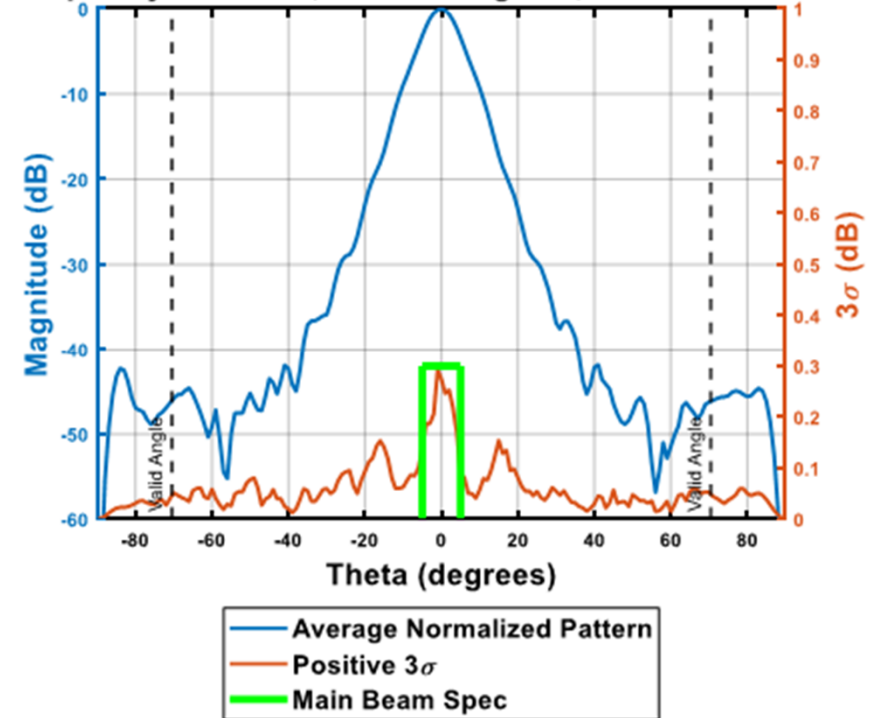 0
-10
-20
-30
-40
-50
-60
Magnitude (dB)
1
0.9
0.8
0.7
0.6
0.5
0.4
0.3
0.2
0.1
0
3σ (dB)
Valid Angle
Valid Angle
-80 -60 -40 -20 0 20 40 60 80
Theta (degrees)
Average Normalized Pattern
Positive 3σ
Main Beam Spec